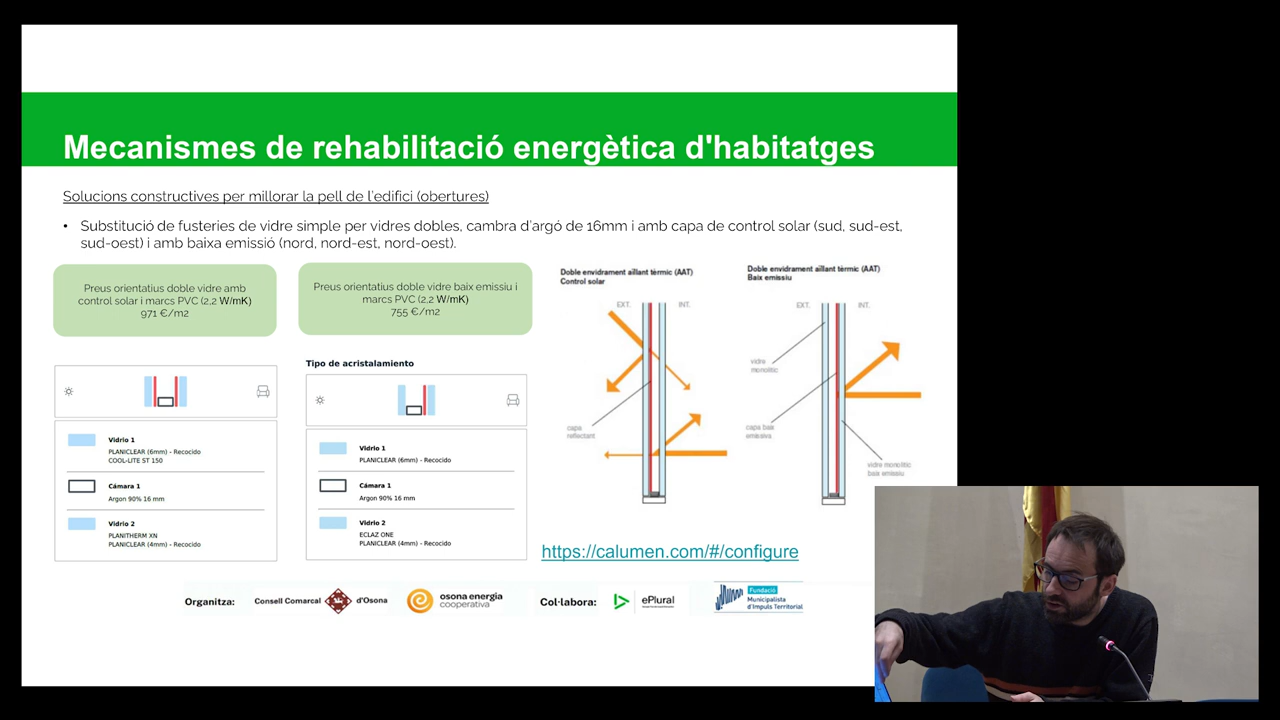 Mecanismes de rehabilitació energètica d'habitatges
Solucions constructives per millorar la pell de l'edifici (obertures)
• Substitució de fusteries de vidre simple per vidres dobles, cambra d'argó de 16mm i amb capa de control solar (sud, sud-est,
sud-oest) i amb baixa emissió (nord, nord-est, nord-oest).
Preus orientatius doble vidre amb
control solar i marcs PVC (2,2 W/mK)
971 €/m2
Preus orientatius doble vidre baix emissiu i
marcs PVC (2,2 W/mK)
755 €/m2
Vidrio 1
PLANICLEAR (6mm) - Recocido
COOL-LITE ST 150
Cámara 1
Argon 90% 16 mm
Vidrio 2
PLANITHERM XN
PLANICLEAR (4mm) - Recocido
Tipo de acristalamiento
Vidrio 1
PLANICLEAR (6mm) - Recocido
Cámara 1
Argon 90% 16 mm
Vidrio 2
ECLAZ ONE
PLANICLEAR (4mm) - Recocido
Doble envidrament aïllant tèrmic (AAT)
Control solar
EXT. INT.
capa
reflectant
Doble envidrament aïllant tèrmic (AAT)
Baix emissiu
EXT. INT.
vidre
monolític
capa baix
emissiva
vidre monolític
baix emissiu
https://calumen.com/#/configure
Organitza:
Consell Comarcal d'Osona
osona energia
cooperativa
Col·labora:
ePlural
Fundació
Municipalista
d'Impuls Territorial